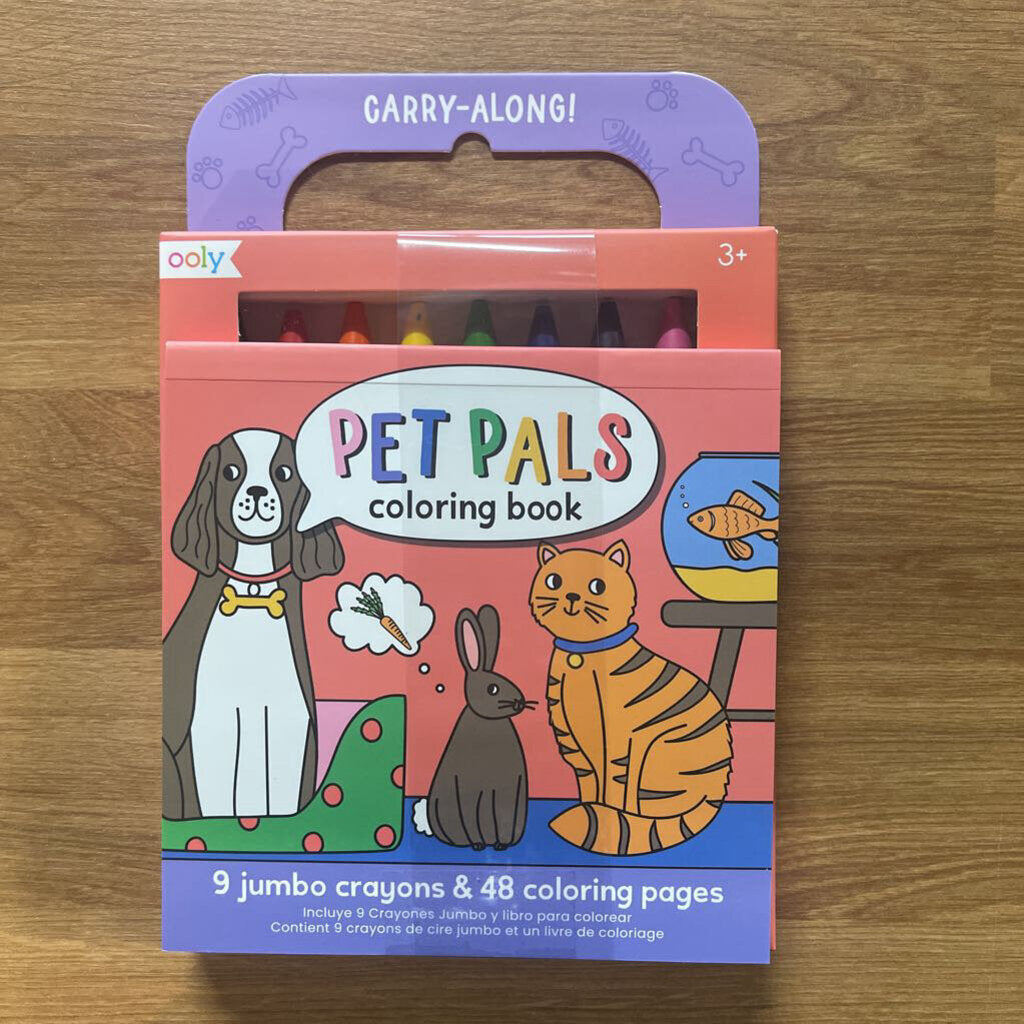 CARRY-ALONG!
ooly
3+
PET PALS
coloring book
9 jumbo crayons & 48 coloring pages
Incluye 9 Crayones Jumbo y libro para colorear
Contient 9 crayons de cire jumbo et un livre de coloriage